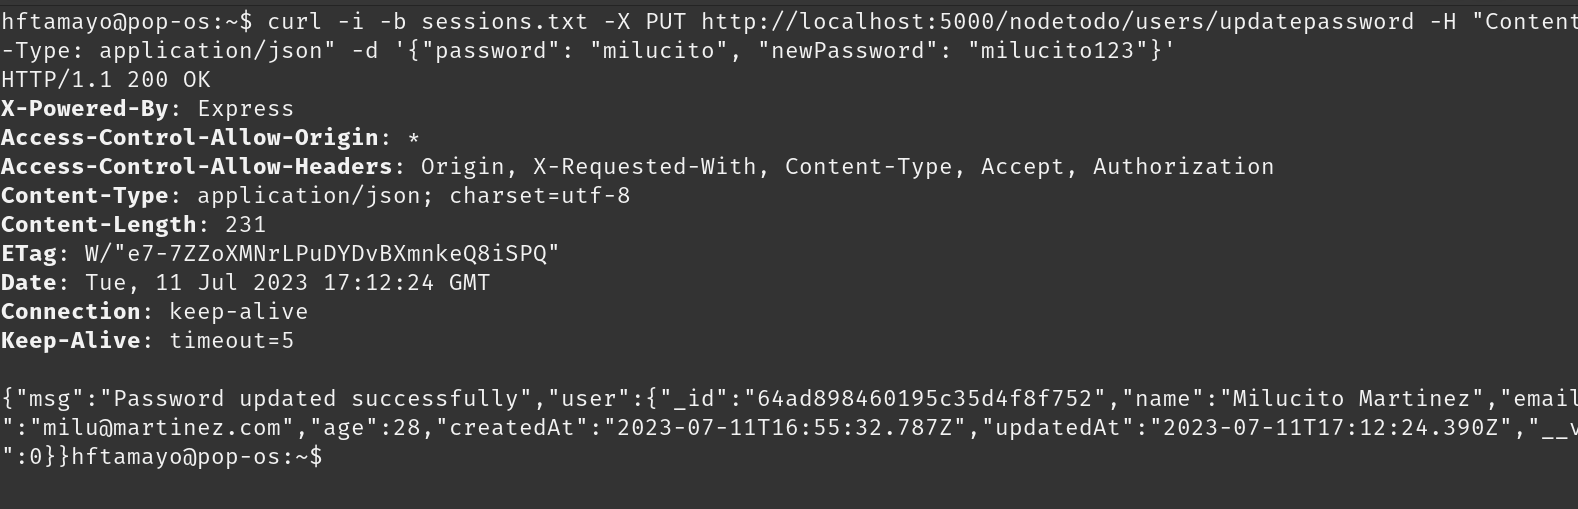 hftamayo@pop-os:~$ curl -i -b sessions.txt -X PUT http://localhost:5000/nodetodo/users/updatepassword -H "Content
-Type: application/json" -d '{"password": "milucito", "newPassword": "milucito123"}'
HTTP/1.1 200 OK
X-Powered-By: Express
Access-Control-Allow-Origin: *
Access-Control-Allow-Headers: Origin, X-Requested-With, Content-Type, Accept, Authorization
Content-Type: application/json; charset=utf-8
Content-Length: 231
ETag: W/"e7-7ZZoXMNrLPuDYDvBXmnkeQ8iSPQ"
Date: Tue, 11 Jul 2023 17:12:24 GMT
Connection: keep-alive
Keep-Alive: timeout=5

{"msg":"Password updated successfully","user":{"_id":"64ad898460195c35d4f8f752","name":"Milucito Martinez","email
":"milu@martinez.com","age":28,"createdAt":"2023-07-11T16:55:32.787Z","updatedAt":"2023-07-11T17:12:24.390Z","__v
":0}}hftamayo@pop-os:~$